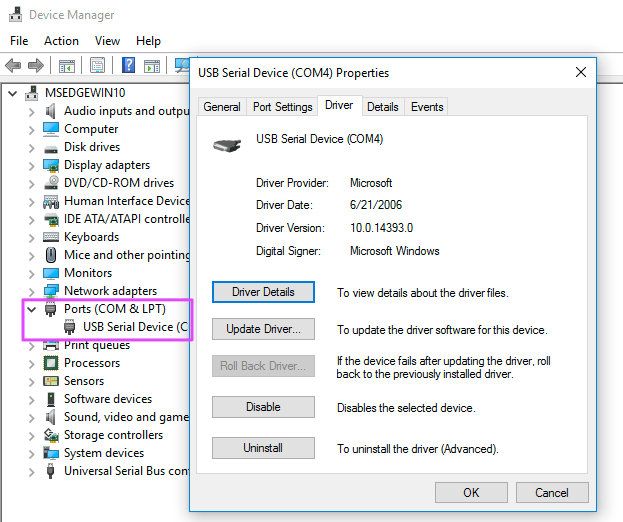 Device Manager
File Action View Help
MSEDGEWIN10
Audio inputs and outpu
Computer
Disk drives
Display adapters
DVD/CD-ROM drives
Human Interface Device
IDE ATA/ATAPI controlle
Keyboards
Mice and other pointing
Monitors
Network adapters
Ports (COM & LPT)
USB Serial Device (C
Print queues
Processors
Sensors
Software devices
Sound, video and game
Storage controllers
System devices
Universal Serial Bus con
USB Serial Device (COM4) Properties
General Port Settings Driver Details Events
USB Serial Device (COM4)
Driver Provider: Microsoft
Driver Date: 6/21/2006
Driver Version: 10.0.14393.0
Digital Signer: Microsoft Windows
Driver Details To view details about the driver files.
Update Driver... To update the driver software for this device.
Roll Back Driver... If the device fails after updating the driver, roll
back to the previously installed driver.
Disable Disables the selected device.
Uninstall To uninstall the driver (Advanced).
OK Cancel